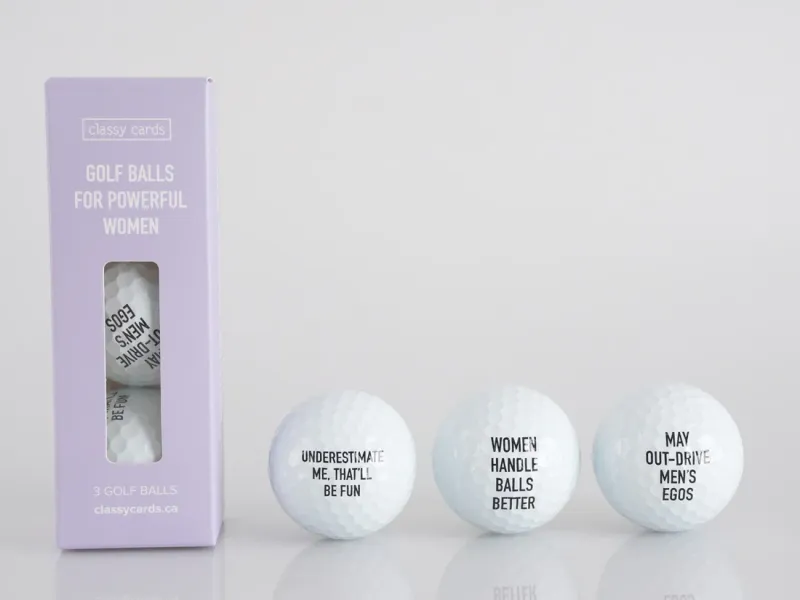 classy cards
GOLF BALLS
FOR POWERFUL
WOMEN
MAY
OUT-DRIVE
MEN'S
EGOS
BE FUN
3 GOLF BALLS
classycards.ca
UNDERESTIMATE
ME, THAT'LL
BE FUN
WOMEN
HANDLE
BALLS
BETTER
MAY
OUT-DRIVE
MEN'S
EGOS